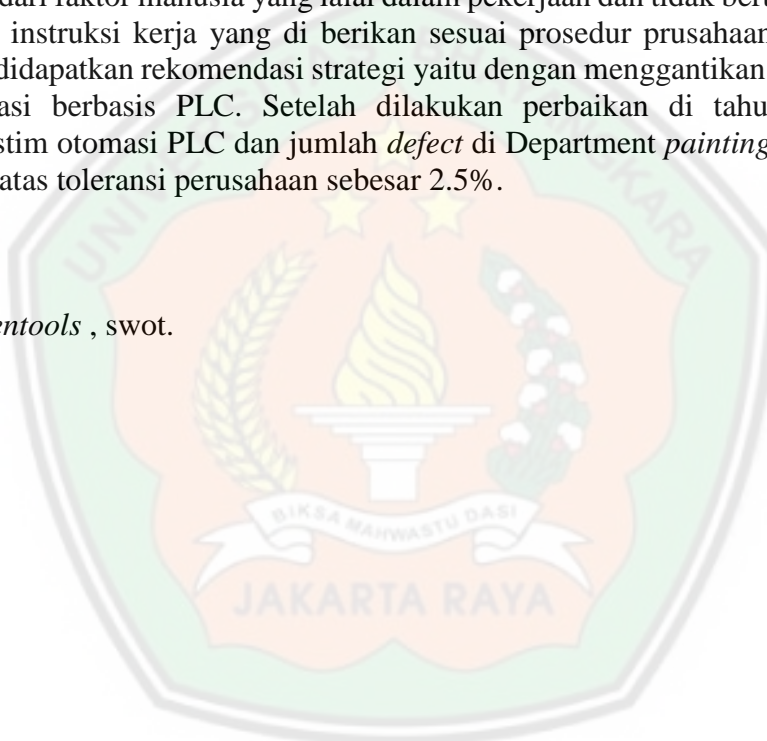 dari faktor manusia yang lalai dalam pekerjaan dan tidak bert
instruksi kerja yang di berikan sesuai prosedur prusahaan
didapatkan rekomendasi strategi yaitu dengan menggantikan
asi berbasis PLC. Setelah dilakukan perbaikan di tahu
stim otomasi PLC dan jumlah defect di Department painting
atas toleransi perusahaan sebesar 2.5%.
entools , swot.
BIKSA MAHWASTU DASI
JAKARTA RAYA